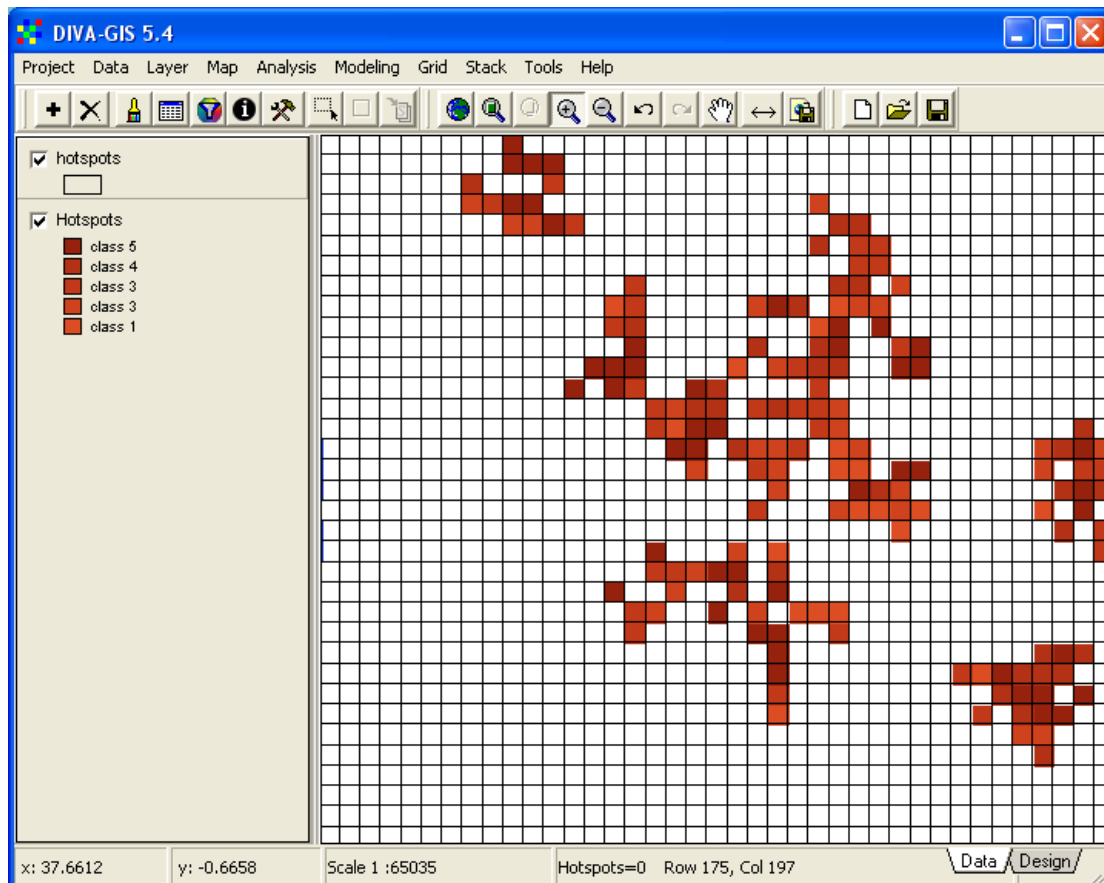 DIVA-GIS 5.4
Project Data Layer Map Analysis Modeling Grid Stack Tools Help
hotspots
Hotspots
class 5
class 4
class 3
class 3
class 1
x: 37.6612 y: -0.6658 Scale 1 :65035 Hotspots=0 Row 175, Col 197 Data Design